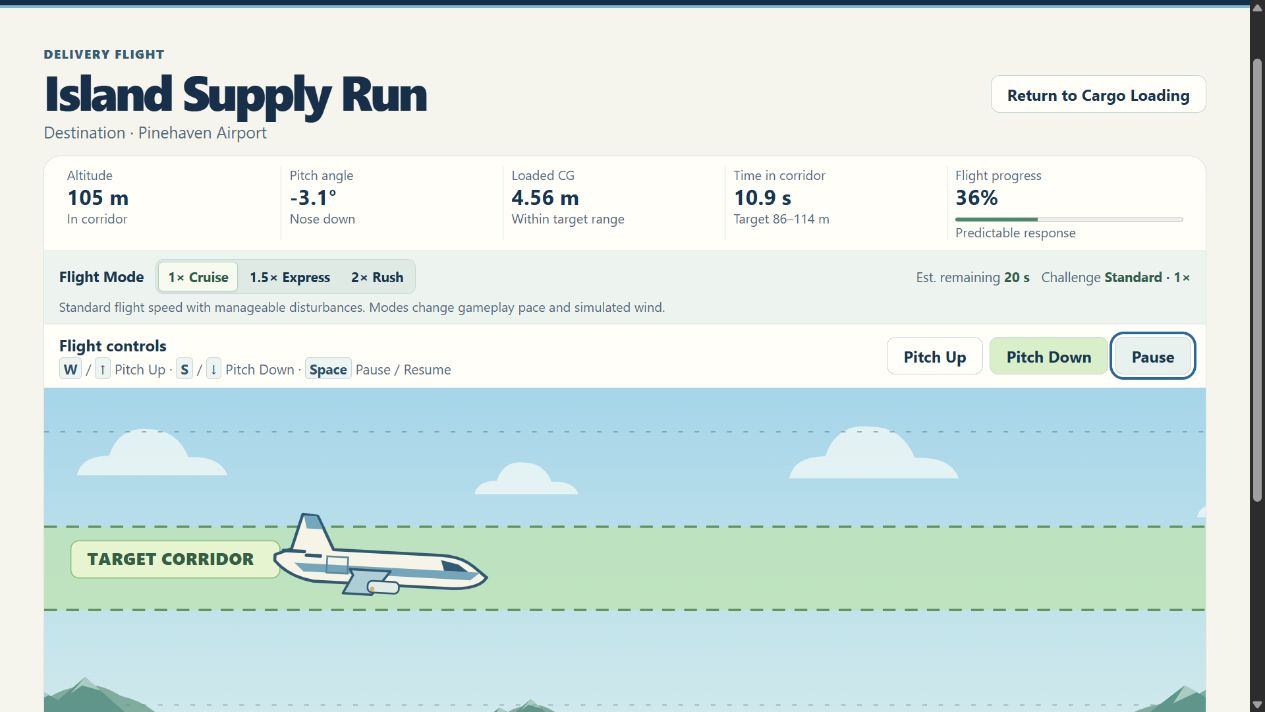 DELIVERY FLIGHT
Island Supply Run
Destination · Pinehaven Airport
Return to Cargo Loading
Altitude
105 m
In corridor
Pitch angle
-3.1°
Nose down
Loaded CG
4.56 m
Within target range
Time in corridor
10.9 s
Target 86–114 m
Flight progress
36%
Predictable response
Flight Mode 1× Cruise 1.5× Express 2× Rush
Est. remaining 20 s Challenge Standard · 1×
Standard flight speed with manageable disturbances. Modes change gameplay pace and simulated wind.
Flight controls
W / ↑ Pitch Up · S / ↓ Pitch Down · Space Pause / Resume
Pitch Up Pitch Down Pause
TARGET CORRIDOR